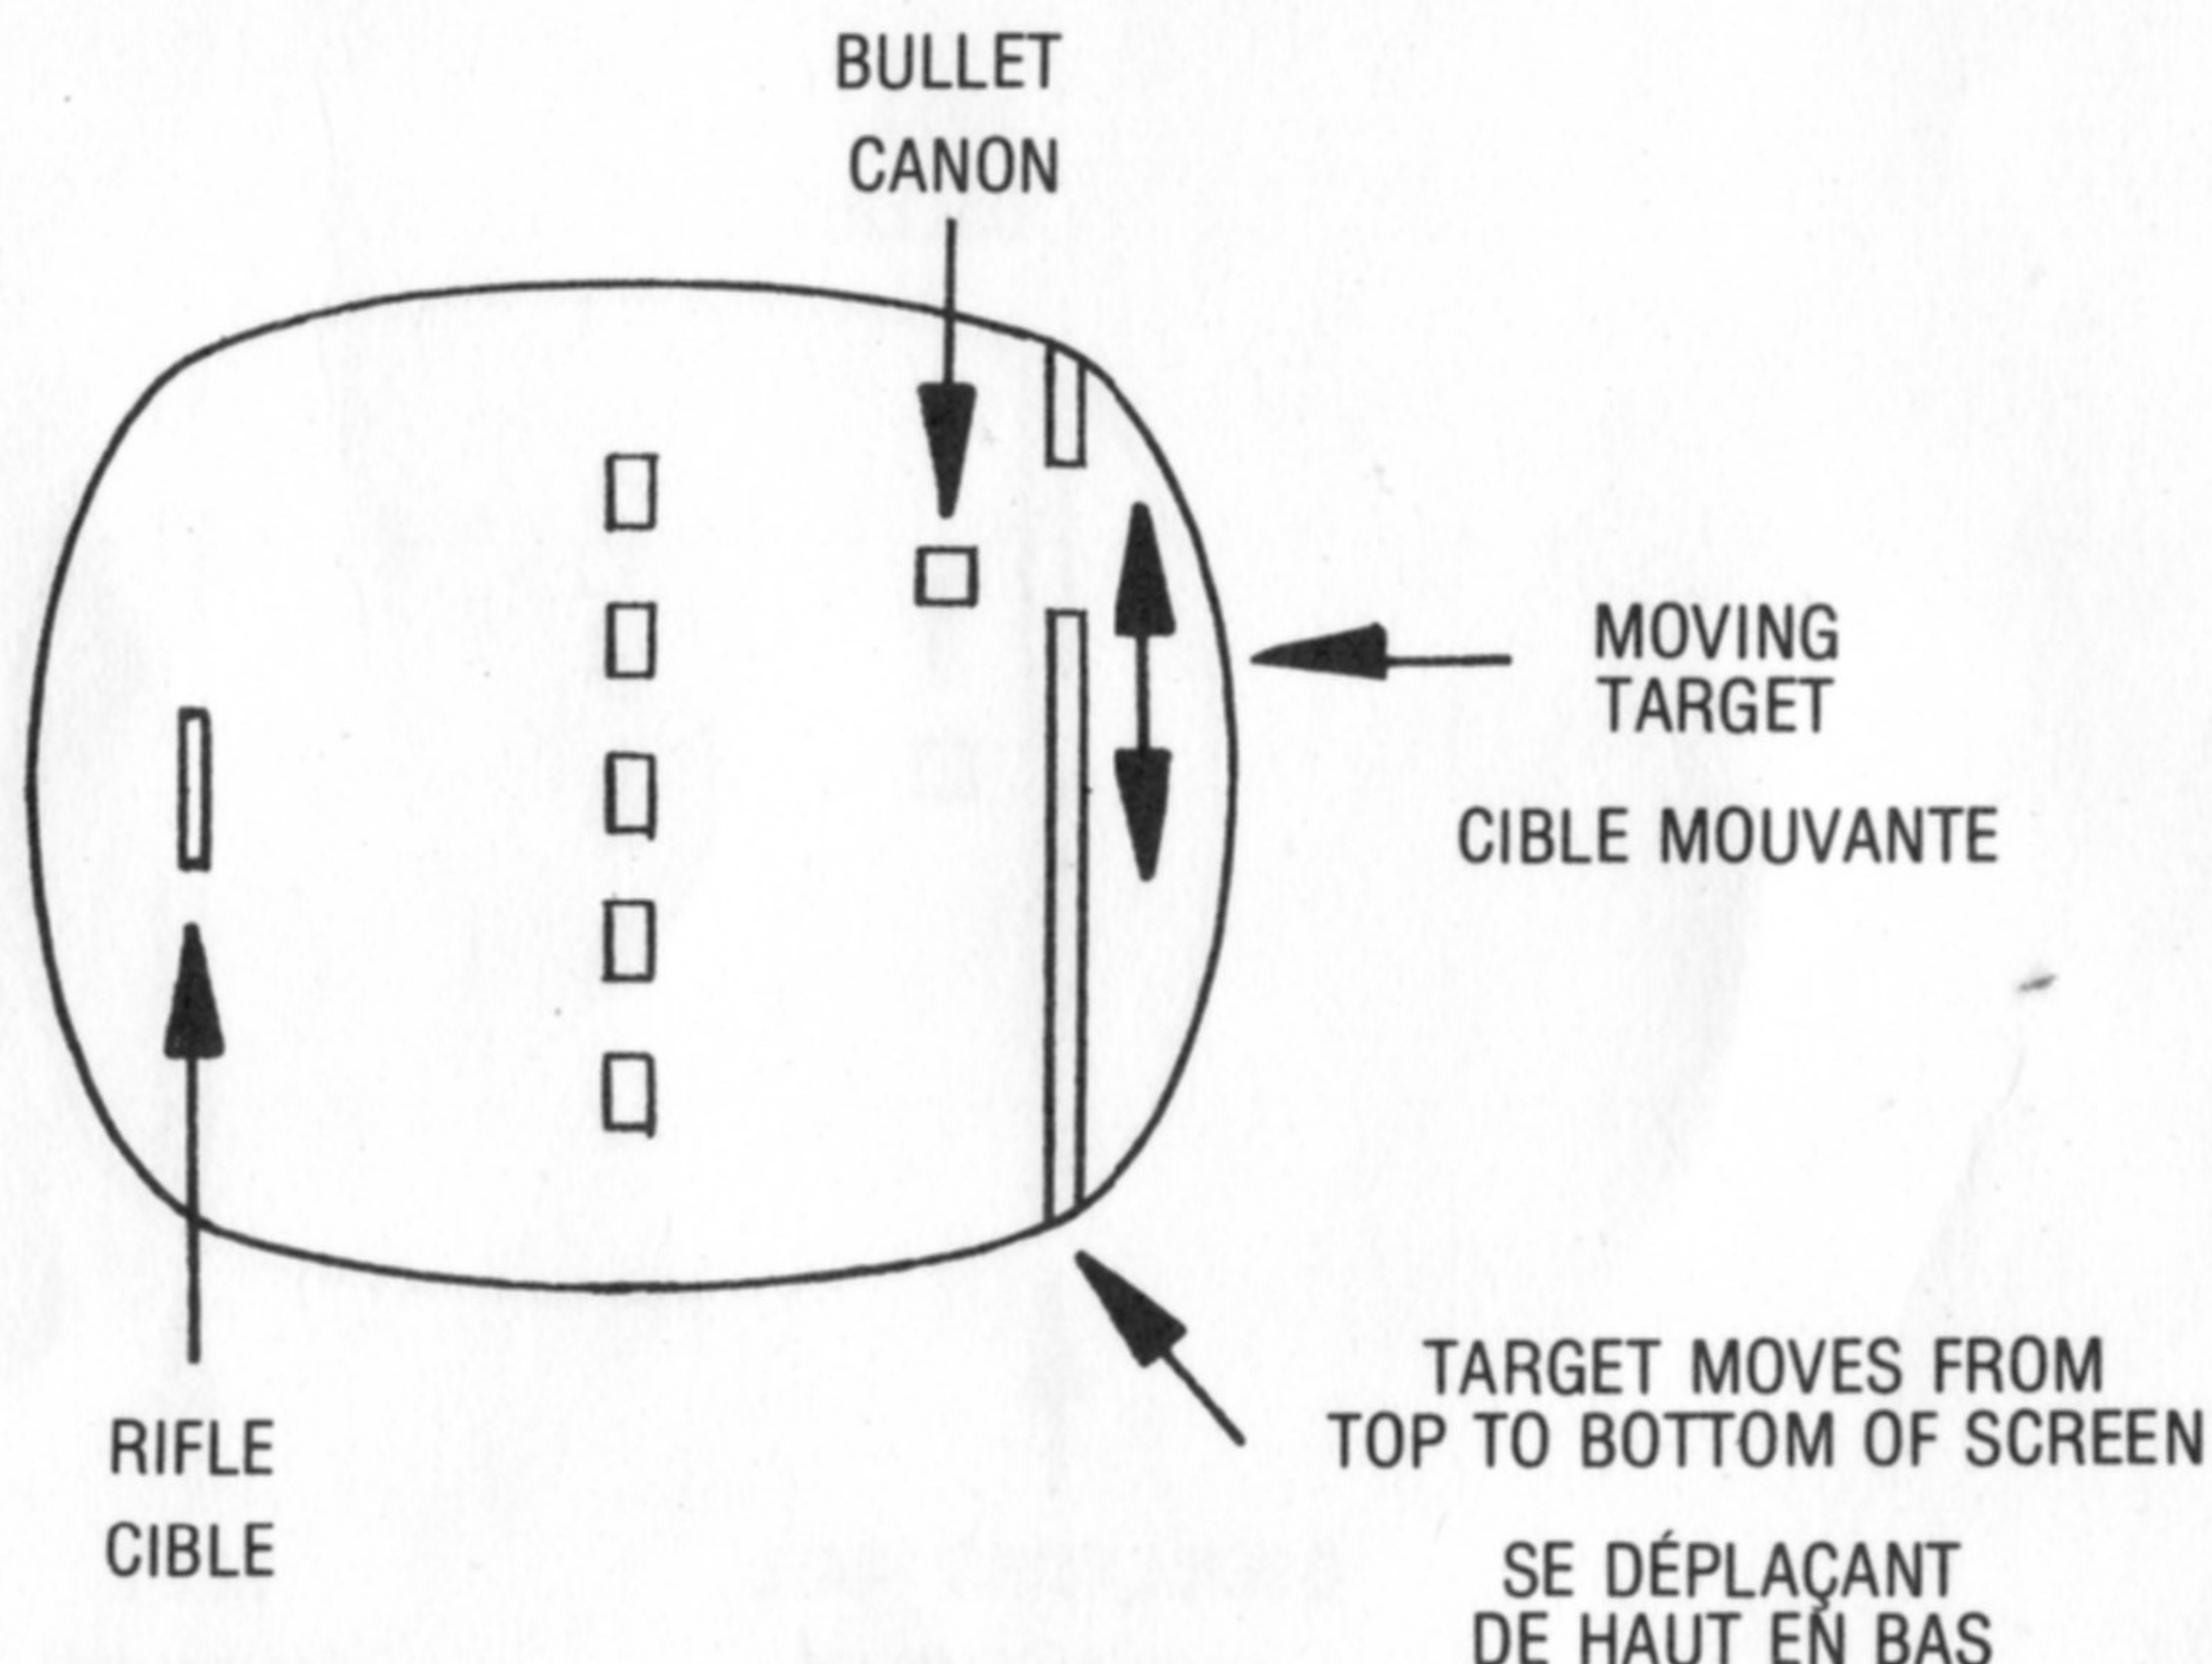 BULLET
CANON
MOVING
TARGET
CIBLE MOUVANTE
RIFLE
CIBLE
TARGET MOVES FROM
TOP TO BOTTOM OF SCREEN
SE DÉPLAÇANT
DE HAUT EN BAS